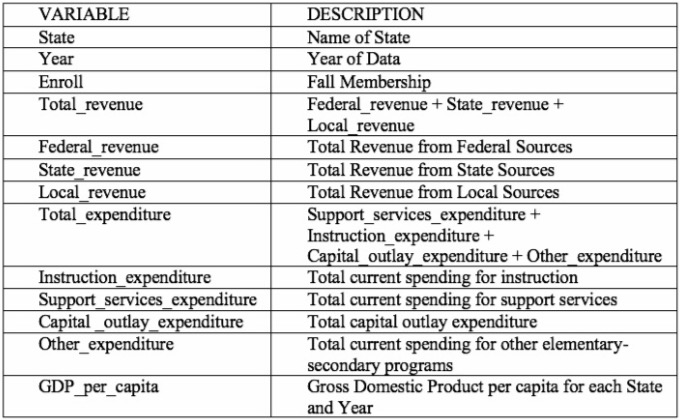 VARIABLE DESCRIPTION
State Name of State
Year Year of Data
Enroll Fall Membership
Total_revenue Federal_revenue + State_revenue +
Local_revenue
Federal_revenue Total Revenue from Federal Sources
State_revenue Total Revenue from State Sources
Local_revenue Total Revenue from Local Sources
Total_expenditure Support_services_expenditure +
Instruction_expenditure +
Capital_outlay_expenditure + Other_expenditure
Instruction_expenditure Total current spending for instruction
Support_services_expenditure Total current spending for support services
Capital _outlay_expenditure Total capital outlay expenditure
Other_expenditure Total current spending for other elementary-
secondary programs
GDP_per_capita Gross Domestic Product per capita for each State
and Year